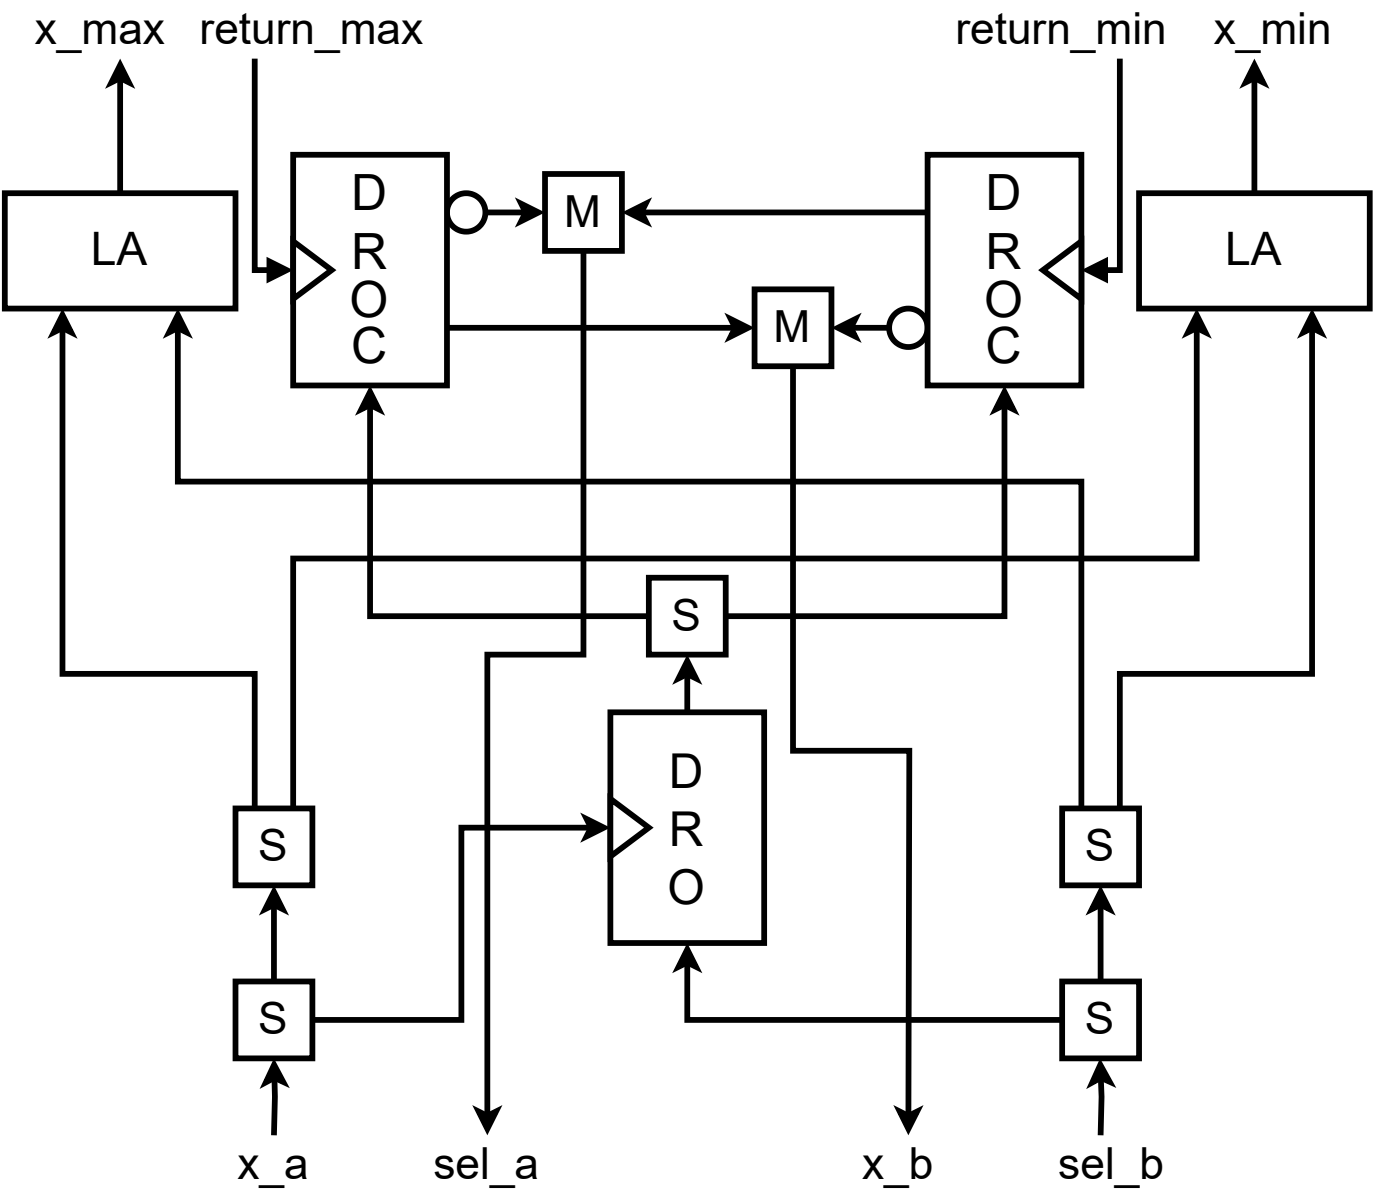 x_max return_max return_min x_min
D R O C
M
D R O C
LA
LA
M
S
D R O
S
S
S
S
x_a sel_a x_b sel_b